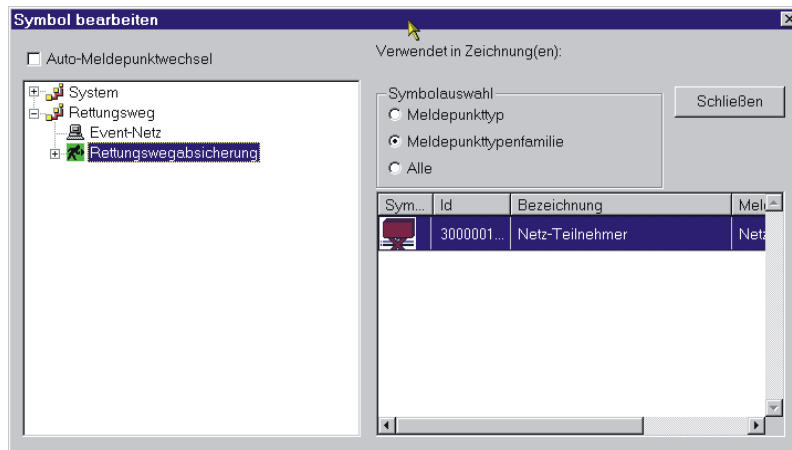 Symbol bearbeiten
Auto-Meldepunktwechsel
System
Rettungsweg
Event-Netz
Rettungswegabsicherung
Verwendet in Zeichnung(en):
Symbolauswahl
Meldepunkttyp
Meldepunkttypenfamilie
Alle
Schließen
Sym... Id Bezeichnung
3000001... Netz-Teilnehmer Netz